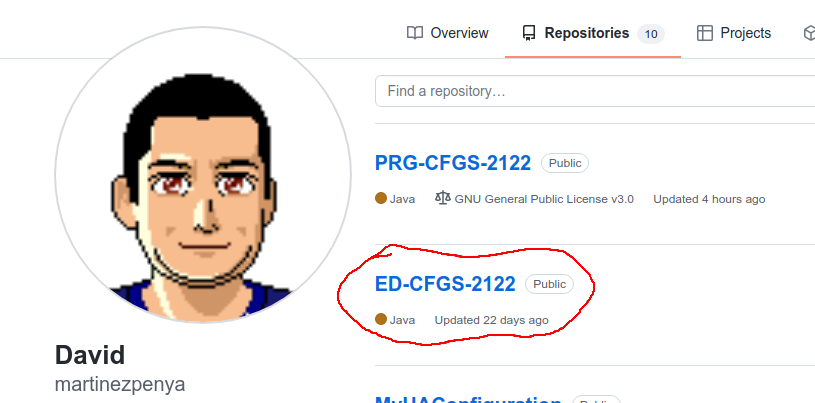 Overview
Repositories 10
Projects
Find a repository…
PRG-CFGS-2122 Public
Java GNU General Public License v3.0 Updated 4 hours ago
ED-CFGS-2122 Public
Java Updated 22 days ago
David
martinezpenya
MyHAConfiguration Public